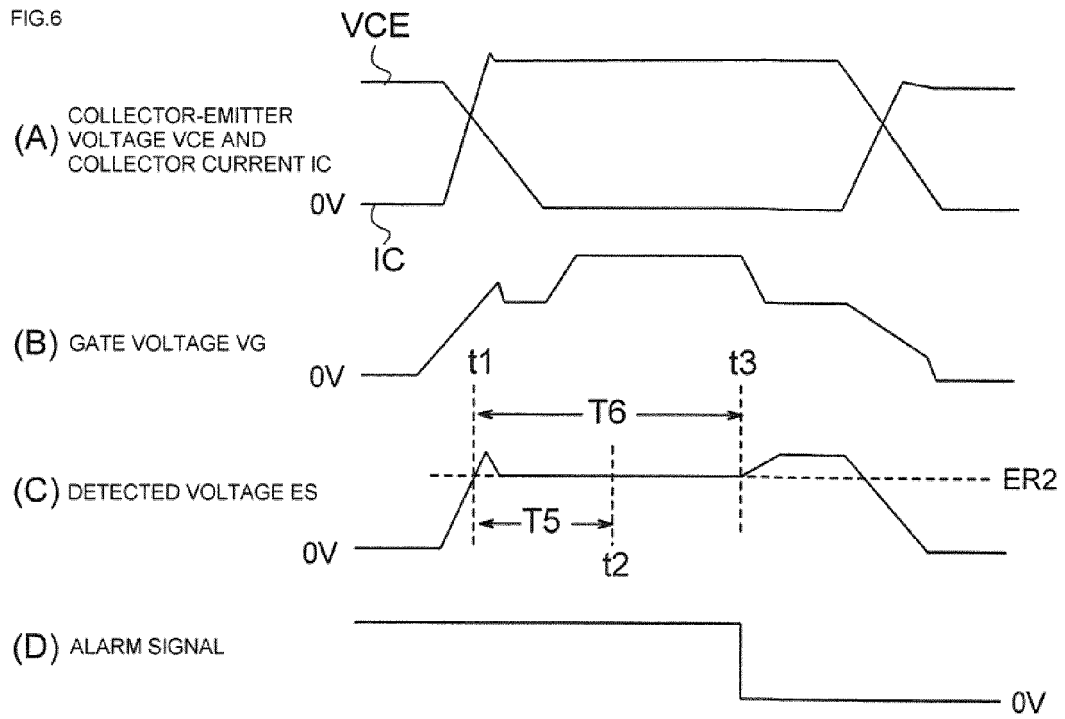 FIG.6
VCE
(A) COLLECTOR-EMITTER
VOLTAGE VCE AND
COLLECTOR CURRENT IC
0V
IC
(B) GATE VOLTAGE VG
0V
t1
t3
T6
(C) DETECTED VOLTAGE ES
ER2
T5
0V
t2
(D) ALARM SIGNAL
0V